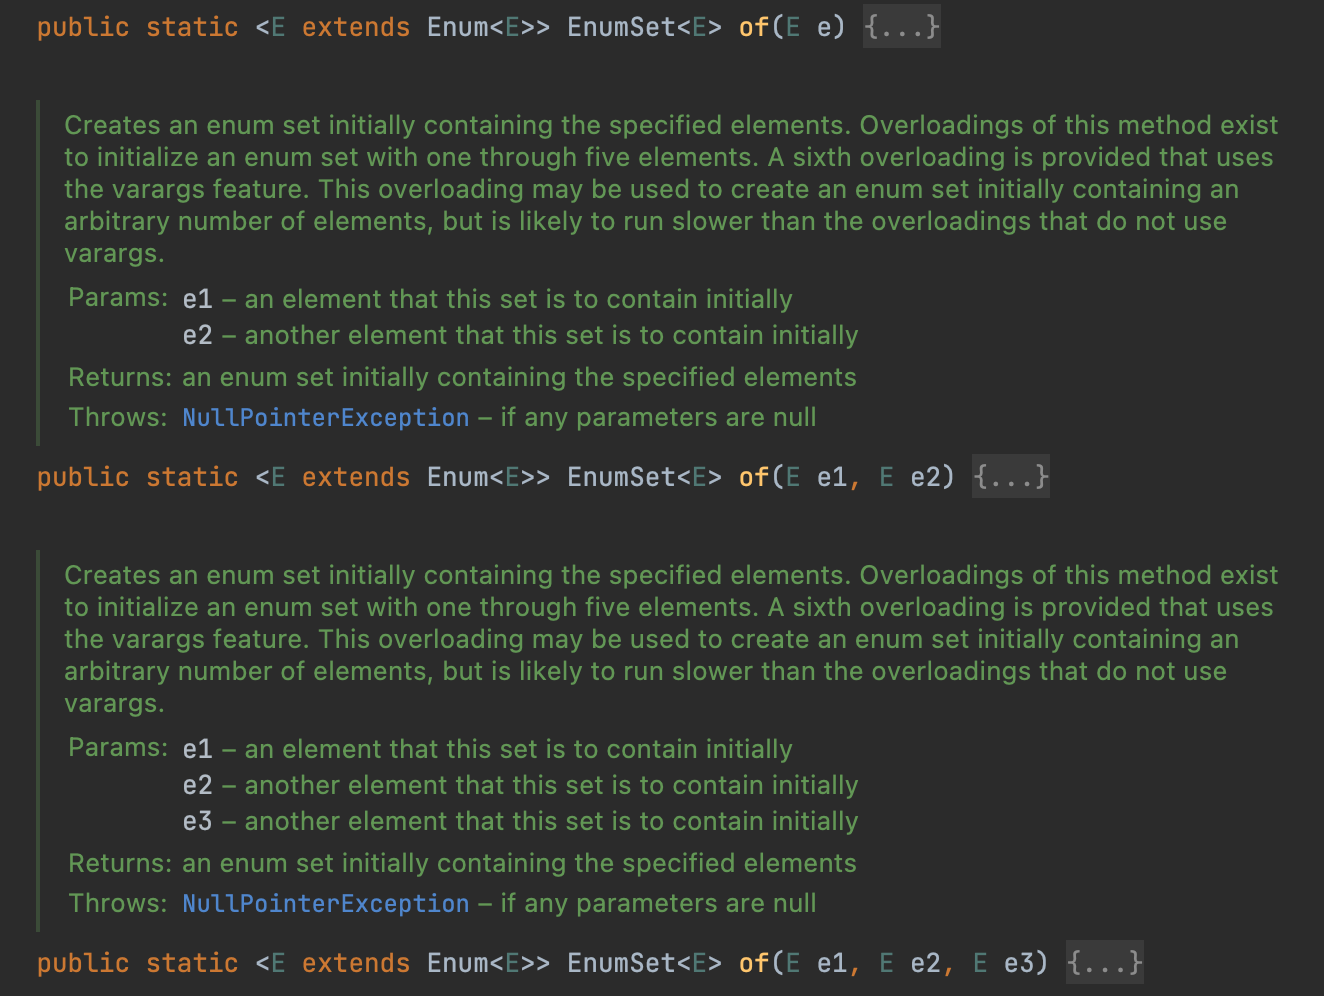 public static <E extends Enum<E>> EnumSet<E> of(E e) {...}
Creates an enum set initially containing the specified elements. Overloadings of this method exist
to initialize an enum set with one through five elements. A sixth overloading is provided that uses
the varargs feature. This overloading may be used to create an enum set initially containing an
arbitrary number of elements, but is likely to run slower than the overloadings that do not use
varargs.
Params: e1 – an element that this set is to contain initially
e2 – another element that this set is to contain initially
Returns: an enum set initially containing the specified elements
Throws: NullPointerException – if any parameters are null
public static <E extends Enum<E>> EnumSet<E> of(E e1, E e2) {...}
Creates an enum set initially containing the specified elements. Overloadings of this method exist
to initialize an enum set with one through five elements. A sixth overloading is provided that uses
the varargs feature. This overloading may be used to create an enum set initially containing an
arbitrary number of elements, but is likely to run slower than the overloadings that do not use
varargs.
Params: e1 – an element that this set is to contain initially
e2 – another element that this set is to contain initially
e3 – another element that this set is to contain initially
Returns: an enum set initially containing the specified elements
Throws: NullPointerException – if any parameters are null
public static <E extends Enum<E>> EnumSet<E> of(E e1, E e2, E e3) {...}